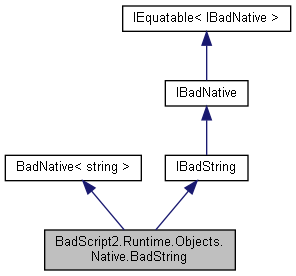 IEquatable< IBadNative >
IBadNative
BadNative< string >
IBadString
BadScript2.Runtime.Objects.
Native.BadString